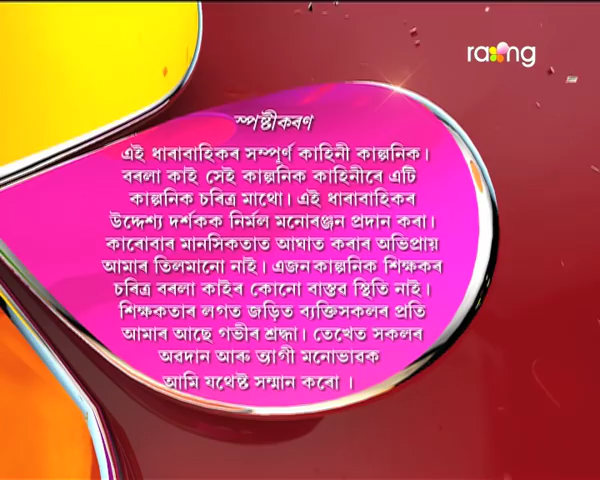 rang
স্পষ্টীকৰণ
এই ধাৰাবাহিকৰ সম্পূৰ্ণ কাহিনী কাল্পনিক।
বৰলা কাই সেই কাল্পনিক কাহিনীৰে এটি
কাল্পনিক চৰিত্ৰ মাথো। এই ধাৰাবাহিকৰ
উদ্দেশ্য দৰ্শকক নিৰ্মল মনোৰঞ্জন প্ৰদান কৰা।
কাৰোবাৰ মানসিকতাত আঘাত কৰাৰ অভিপ্ৰায়
আমাৰ তিলমানো নাই। এজন কাল্পনিক শিক্ষকৰ
চৰিত্ৰ বৰলা কাইৰ কোনো বাস্তব স্থিতি নাই।
শিক্ষকতাৰ লগত জড়িত ব্যক্তিসকলৰ প্ৰতি
আমাৰ আছে গভীৰ শ্ৰদ্ধা। তেখেত সকলৰ
অৱদান আৰু ত্যাগী মনোভাবক
আমি যথেষ্ট সন্মান কৰো ।